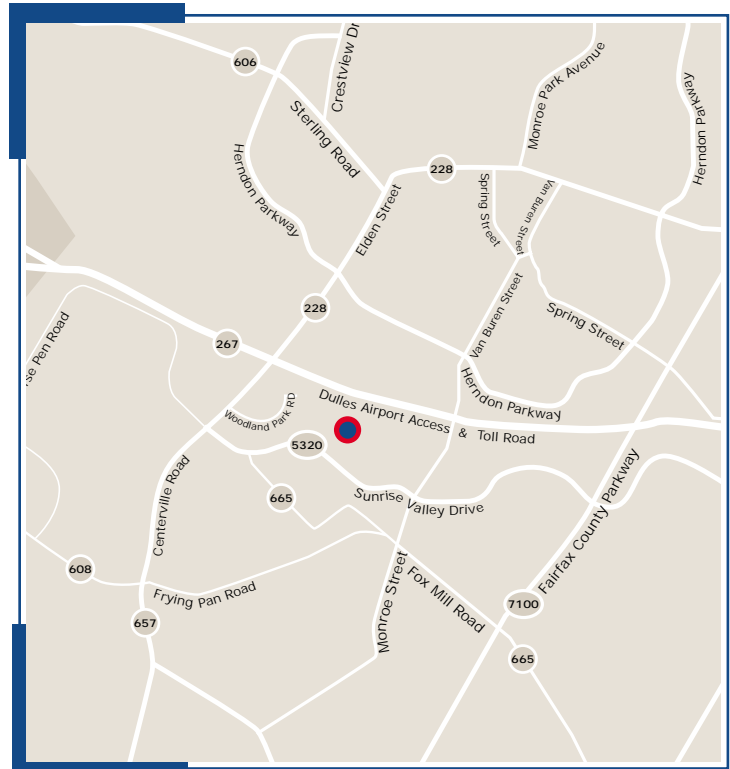 606
Crestview Dr
Sterling Road
Monroe Park Avenue
Herndon Parkway
Herndon Parkway
228
Spring Street
Van Buren Street
Elden Street
Van Buren Street
228
Spring Street
267
se Pen Road
Herndon Parkway
Woodland Park RD
Dulles Airport Access & Toll Road
5320
665
Sunrise Valley Drive
Centerville Road
Fairfax County Parkway
608
Frying Pan Road
Monroe Street
Fox Mill Road
7100
657
665